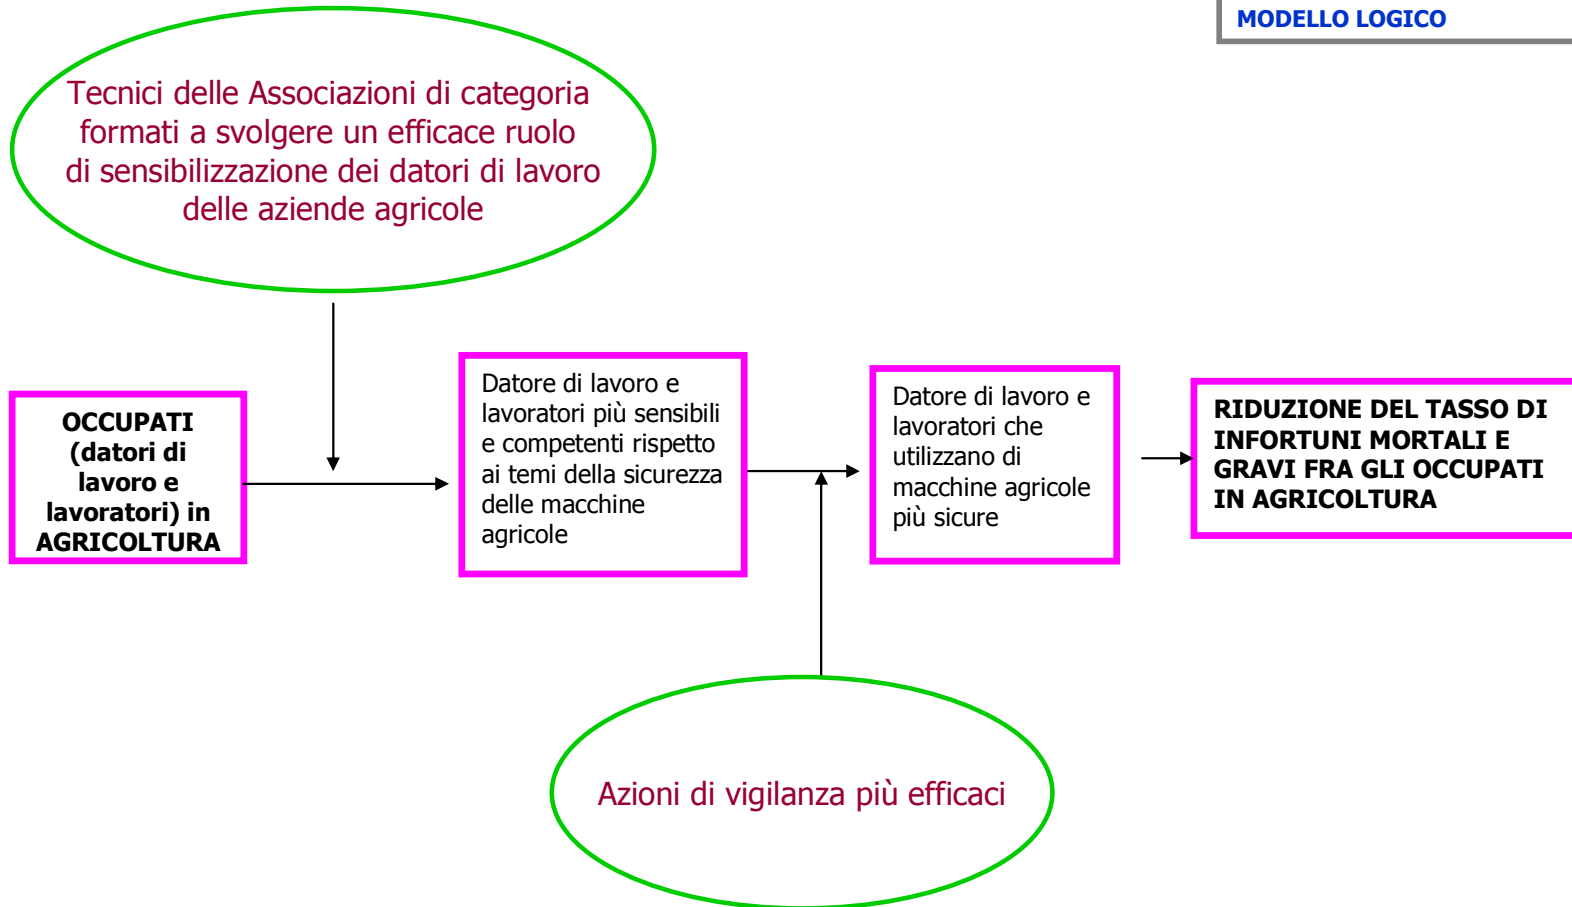 MODELLO LOGICO
Tecnici delle Associazioni di categoria
formati a svolgere un efficace ruolo
di sensibilizzazione dei datori di lavoro
delle aziende agricole
OCCUPATI
(datori di
lavoro e
lavoratori) in
AGRICOLTURA
Datore di lavoro e
lavoratori più sensibili
e competenti rispetto
ai temi della sicurezza
delle macchine
agricole
Datore di lavoro e
lavoratori che
utilizzano di
macchine agricole
più sicure
RIDUZIONE DEL TASSO DI
INFORTUNI MORTALI E
GRAVI FRA GLI OCCUPATI
IN AGRICOLTURA
Azioni di vigilanza più efficaci